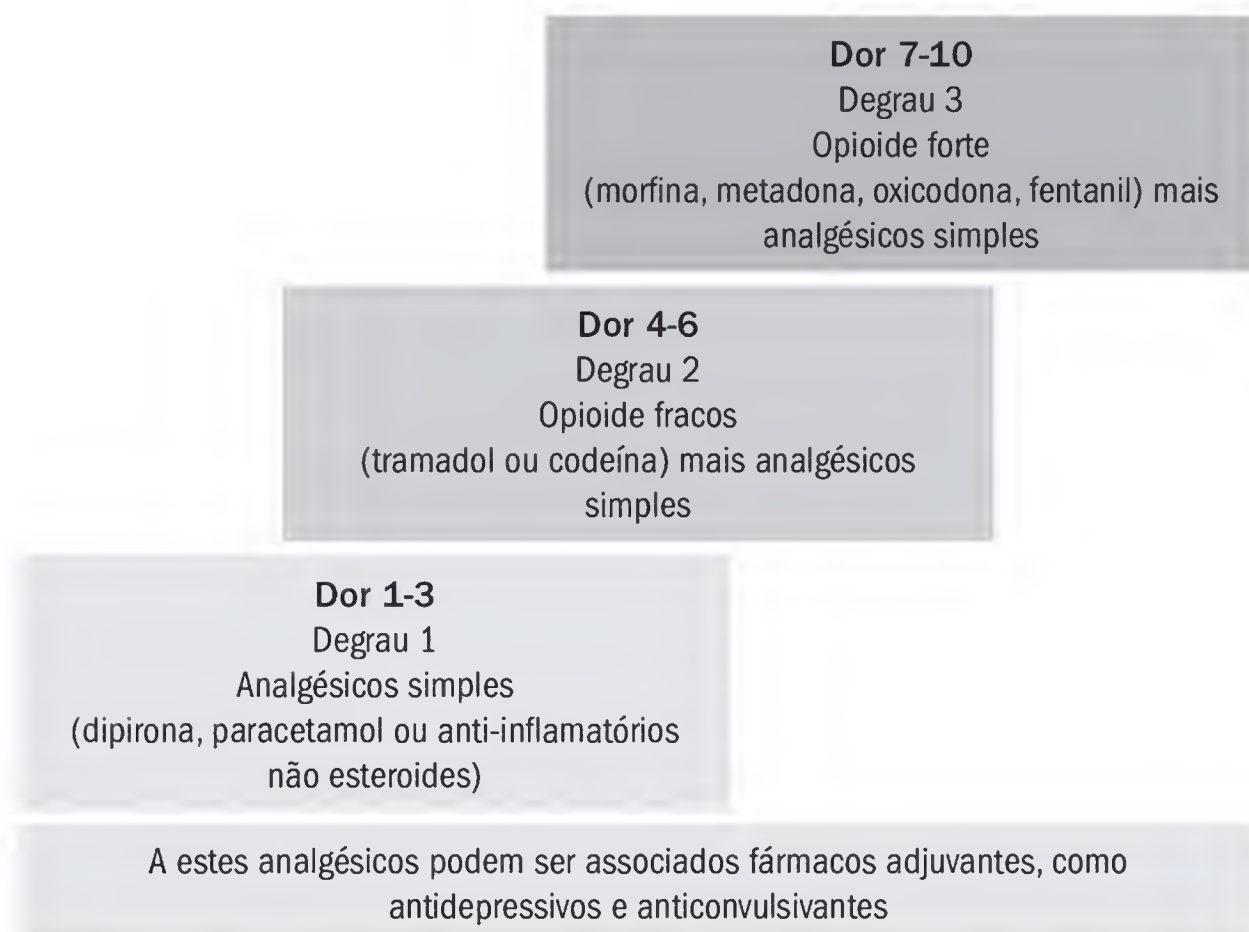 Dor 7-10
Degrau 3
Opioide forte
(morfina, metadona, oxicodona, fentanil) mais
analgésicos simples
Dor 4-6
Degrau 2
Opioide fracos
(tramadol ou codeína) mais analgésicos
simples
Dor 1-3
Degrau 1
Analgésicos simples
(dipirona, paracetamol ou anti-inflamatórios
não esteroides)
A estes analgésicos podem ser associados fármacos adjuvantes, como
antidepressivos e anticonvulsivantes